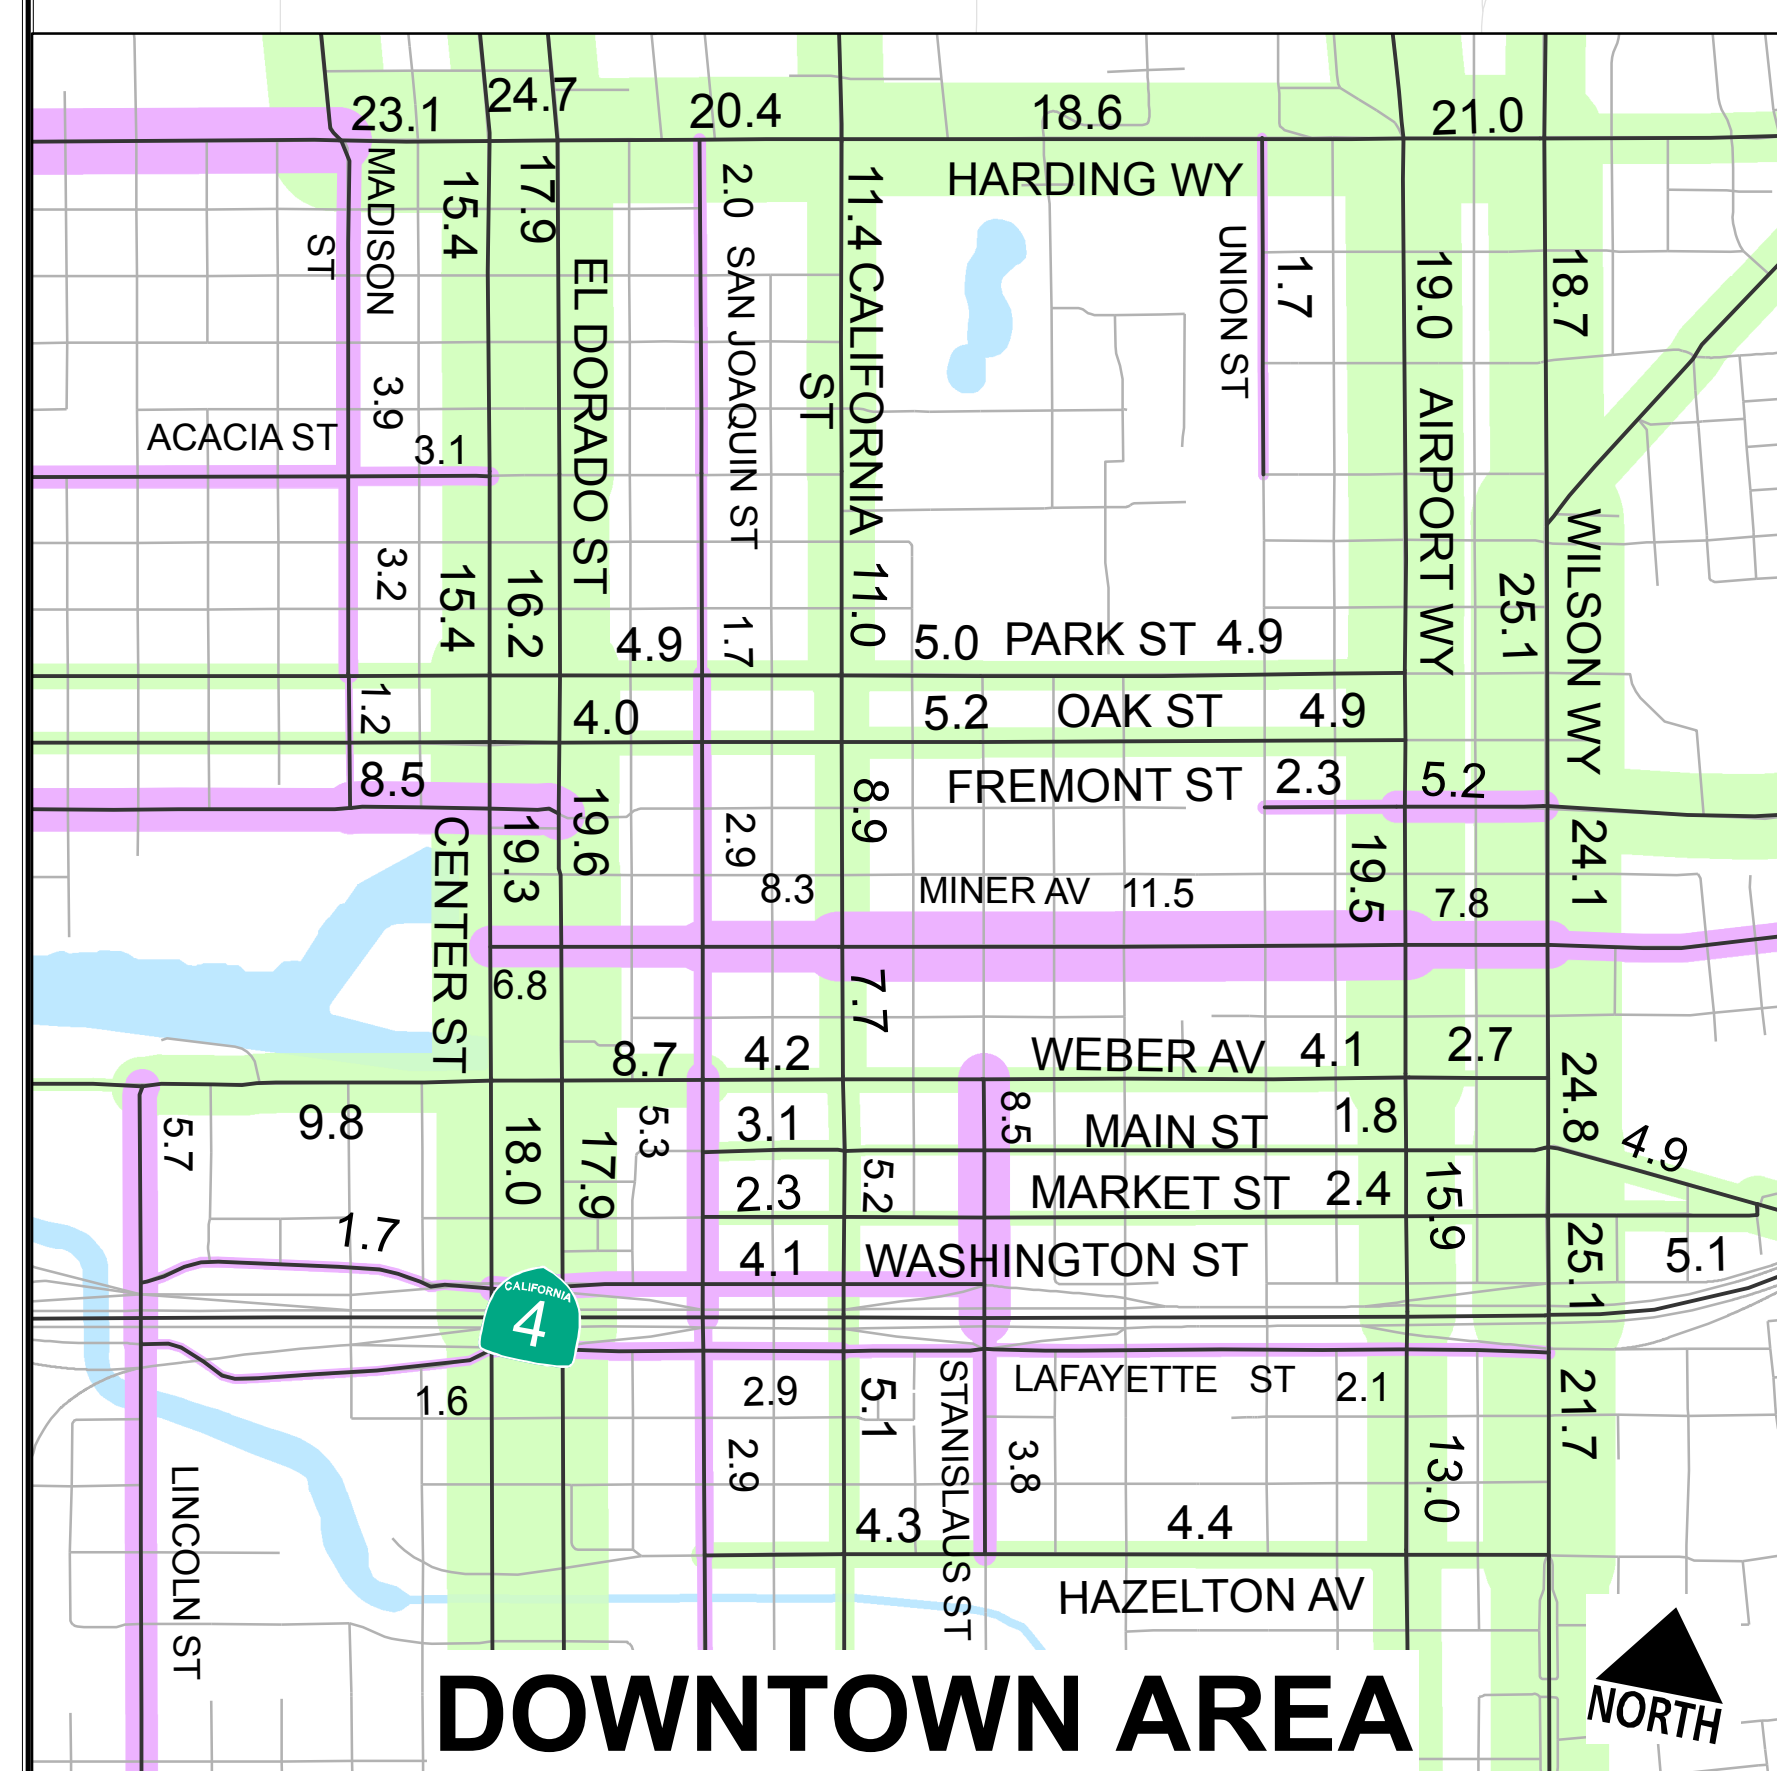 23.1
24.7
20.4
18.6
21.0
HARDING WY
MADISON
ST
15.4
17.9
2.0
SAN JOAQUIN ST
11.4
CALIFORNIA
ST
UNION ST
1.7
19.0
AIRPORT WY
18.7
EL DORADO ST
3.9
ACACIA ST
3.1
3.2
15.4
16.2
4.9
1.7
11.0
5.0
PARK ST
4.9
25.1
WILSON WY
1.2
4.0
5.2
OAK ST
4.9
8.5
FREMONT ST
2.3
5.2
CENTER ST
19.3
19.6
2.9
8.9
8.3
MINER AV
11.5
19.5
7.8
24.1
6.8
7.7
8.7
4.2
WEBER AV
4.1
2.7
24.8
5.7
9.8
18.0
17.9
5.3
3.1
8.5
MAIN ST
1.8
4.9
2.3
5.2
MARKET ST
2.4
15.9
1.7
4.1
WASHINGTON ST
25.1
5.1
CALIFORNIA
4
1.6
2.9
5.1
STANISLAUS ST
LAFAYETTE ST
2.1
21.7
LINCOLN ST
2.9
3.8
13.0
4.3
4.4
HAZELTON AV
DOWNTOWN AREA
NORTH